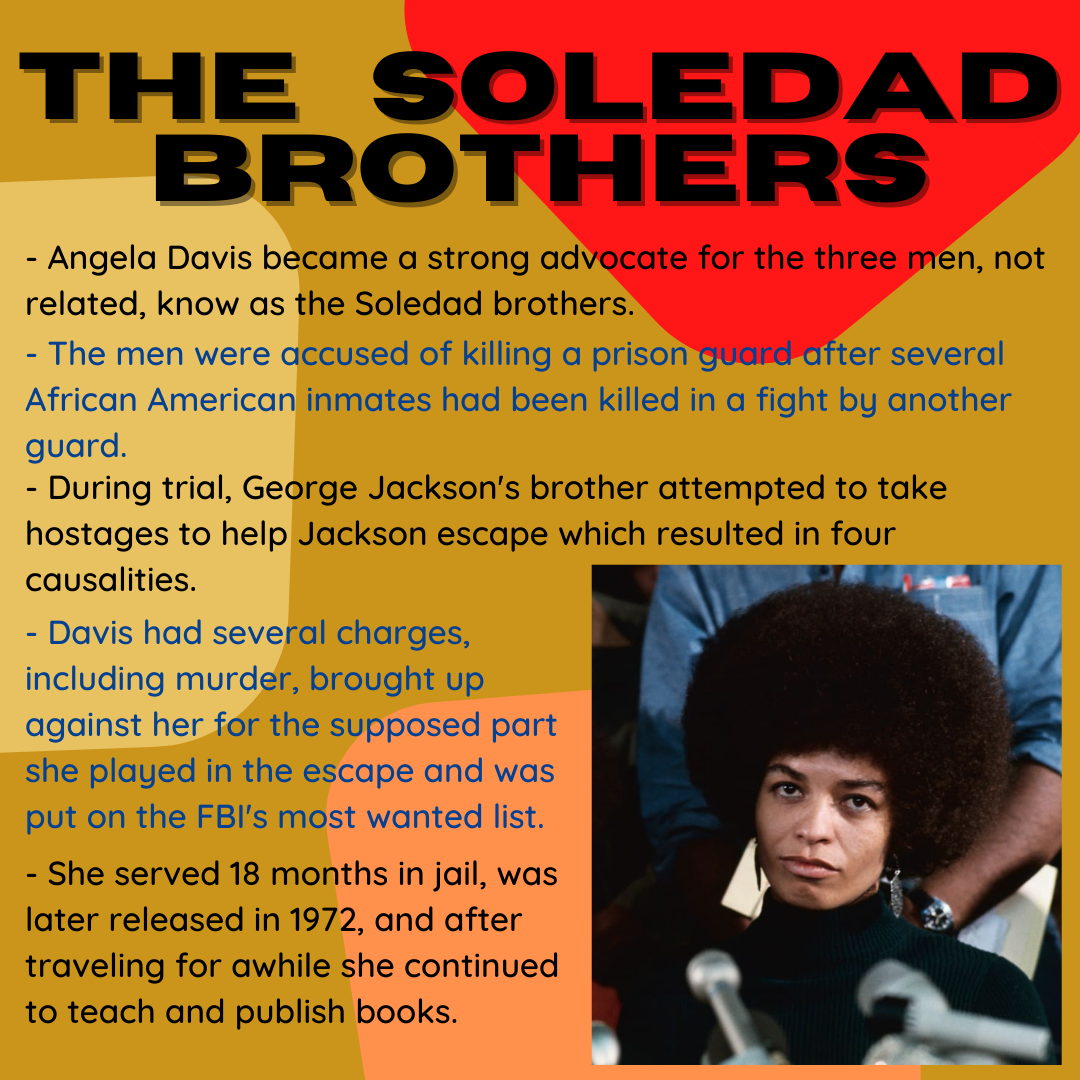 THE SOLEDAD
BROTHERS
- Angela Davis became a strong advocate for the three men, not
related, know as the Soledad brothers.
- The men were accused of killing a prison guard after several
African American inmates had been killed in a fight by another
guard.
- During trial, George Jackson's brother attempted to take
hostages to help Jackson escape which resulted in four
causalities.
- Davis had several charges,
including murder, brought up
against her for the supposed part
she played in the escape and was
put on the FBI's most wanted list.
- She served 18 months in jail, was
later released in 1972, and after
traveling for awhile she continued
to teach and publish books.